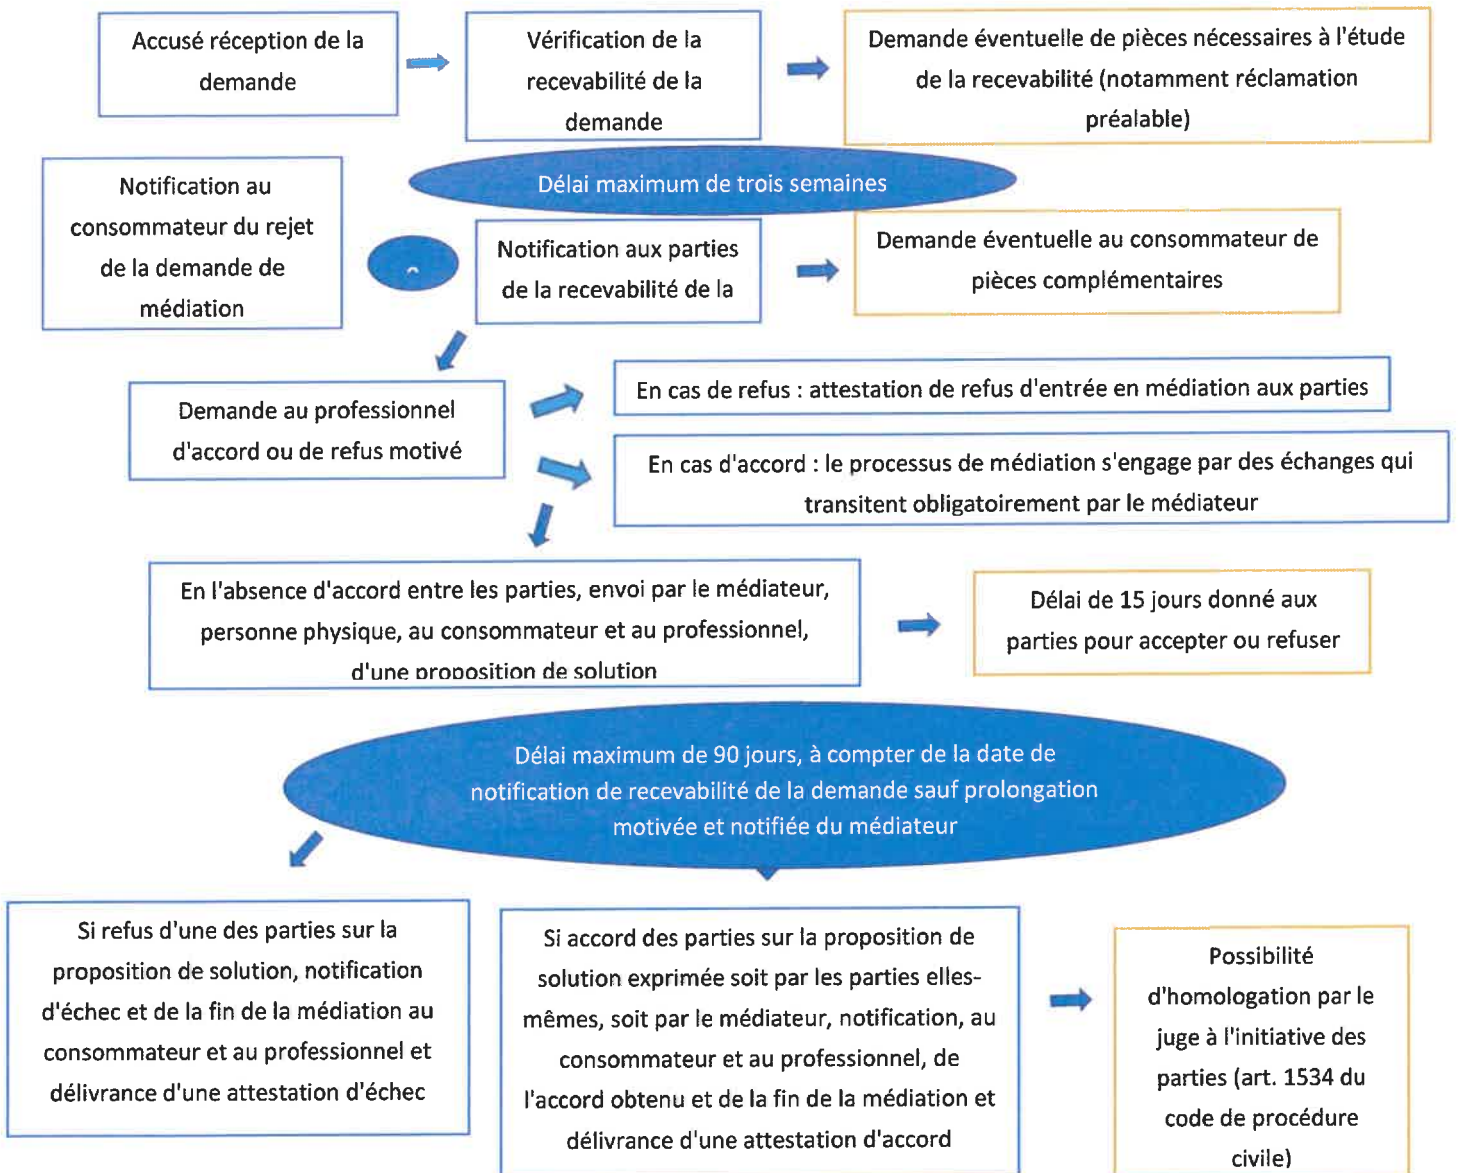 Accusé réception de la
demande
Vérification de la
recevabilité de la
demande
Demande éventuelle de pièces nécessaires à l'étude
de la recevabilité (notamment réclamation
préalable)
Délai maximum de trois semaines
Notification au
consommateur du rejet
de la demande de
médiation
Notification aux parties
de la recevabilité de la
Demande éventuelle au consommateur de
pièces complémentaires
Demande au professionnel
d'accord ou de refus motivé
En cas de refus : attestation de refus d'entrée en médiation aux parties
En cas d'accord : le processus de médiation s'engage par des échanges qui
transitent obligatoirement par le médiateur
En l'absence d'accord entre les parties, envoi par le médiateur,
personne physique, au consommateur et au professionnel,
d'une proposition de solution
Délai de 15 jours donné aux
parties pour accepter ou refuser
Délai maximum de 90 jours, à compter de la date de
notification de recevabilité de la demande sauf prolongation
motivée et notifiée du médiateur
Si refus d'une des parties sur la
proposition de solution, notification
d'échec et de la fin de la médiation au
consommateur et au professionnel et
délivrance d'une attestation d'échec
Si accord des parties sur la proposition de
solution exprimée soit par les parties elles-
mêmes, soit par le médiateur, notification, au
consommateur et au professionnel, de
l'accord obtenu et de la fin de la médiation et
délivrance d'une attestation d'accord
Possibilité
d'homologation par le
juge à l'initiative des
parties (art. 1534 du
code de procédure
civile)